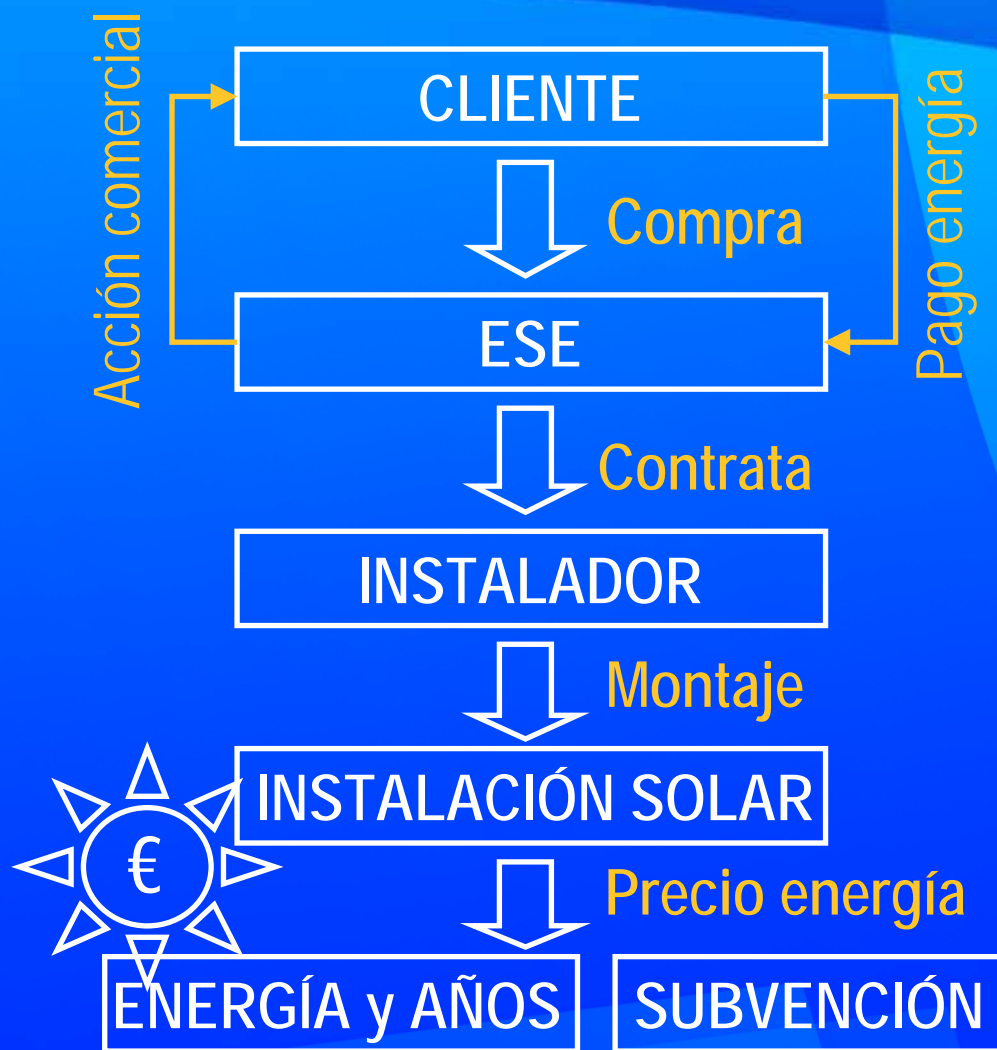 Acción comercial
CLIENTE
Pago energía
Compra
ESE
Contrata
INSTALADOR
Montaje
INSTALACIÓN SOLAR
€
Precio energía
ENERGÍA y AÑOS
SUBVENCIÓN